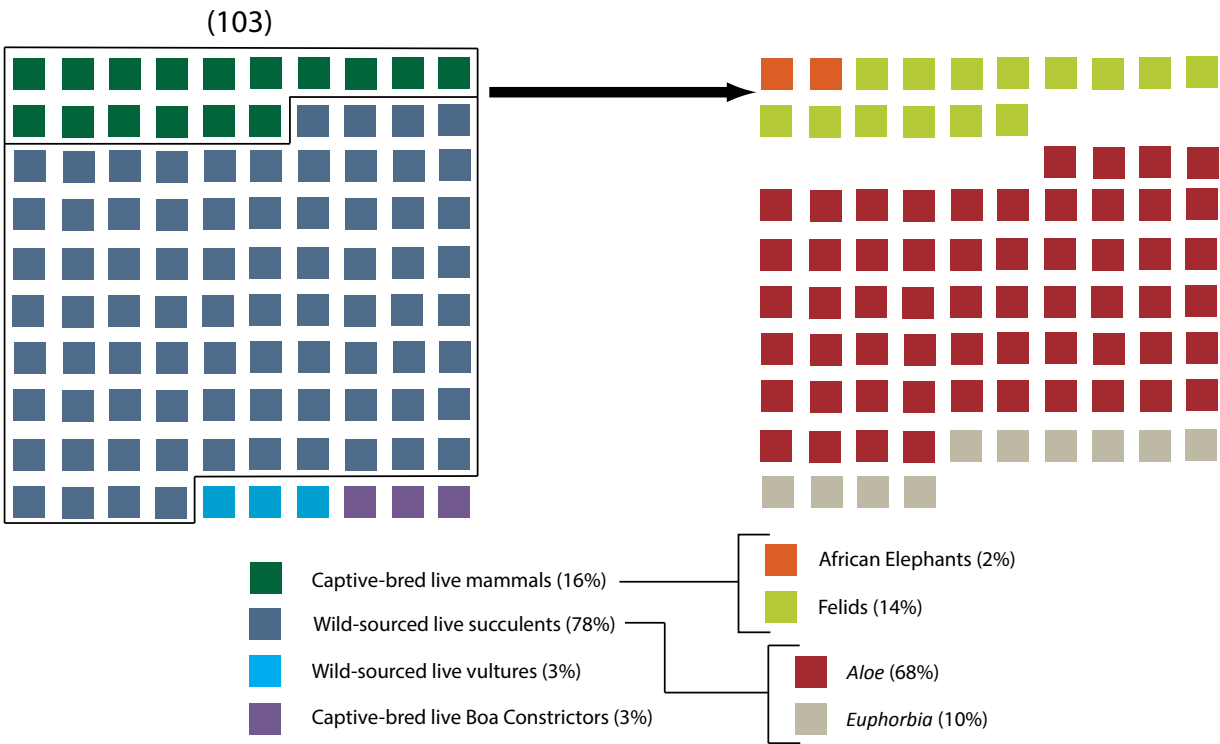 (103)
Captive-bred live mammals (16%)
Wild-sourced live succulents (78%)
Wild-sourced live vultures (3%)
Captive-bred live Boa Constrictors (3%)
African Elephants (2%)
Felids (14%)
Aloe (68%)
Euphorbia (10%)